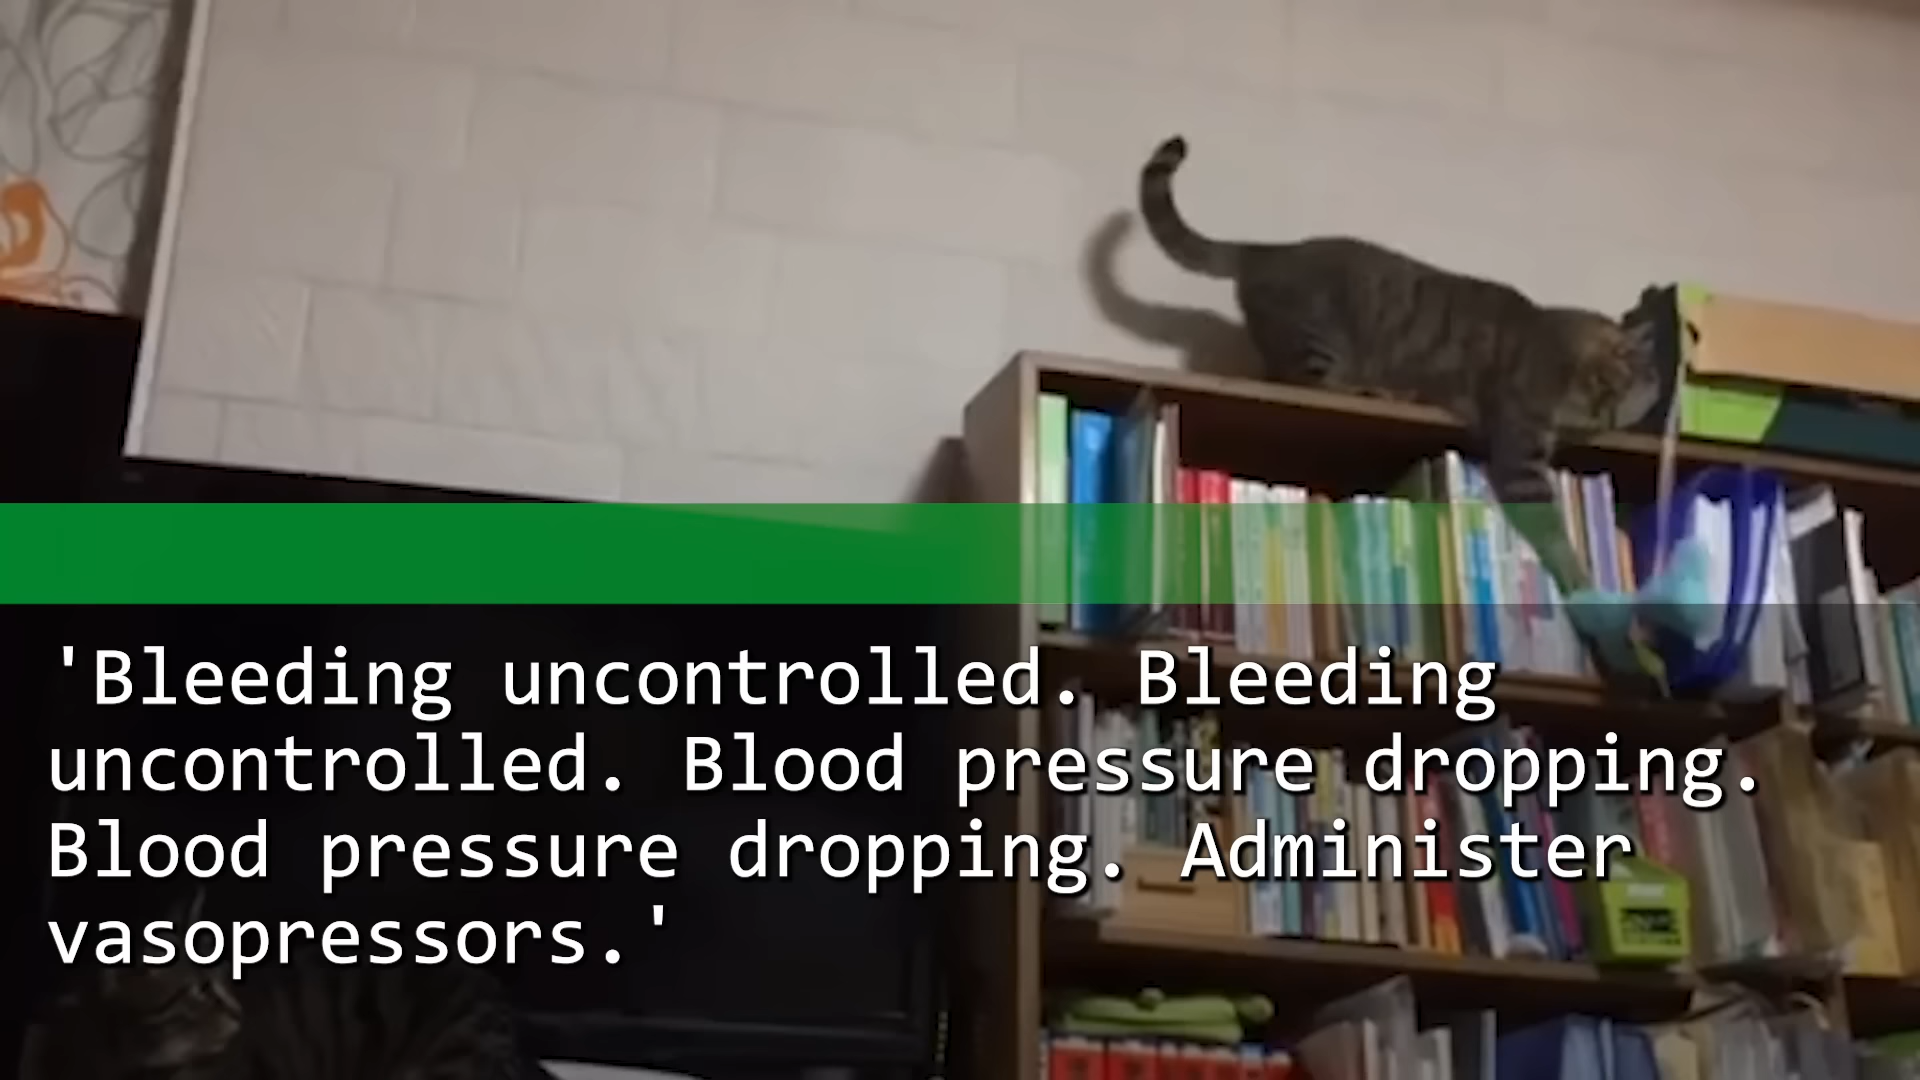 'Bleeding uncontrolled. Bleeding
uncontrolled. Blood pressure dropping.
Blood pressure dropping. Administer
vasopressors.'